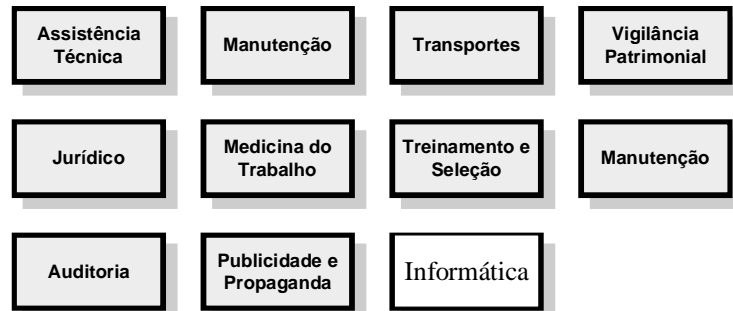 Assistência
Técnica
Manutenção
Transportes
Vigilância
Patrimonial
Jurídico
Medicina do
Trabalho
Treinamento e
Seleção
Manutenção
Auditoria
Publicidade e
Propaganda
Informática